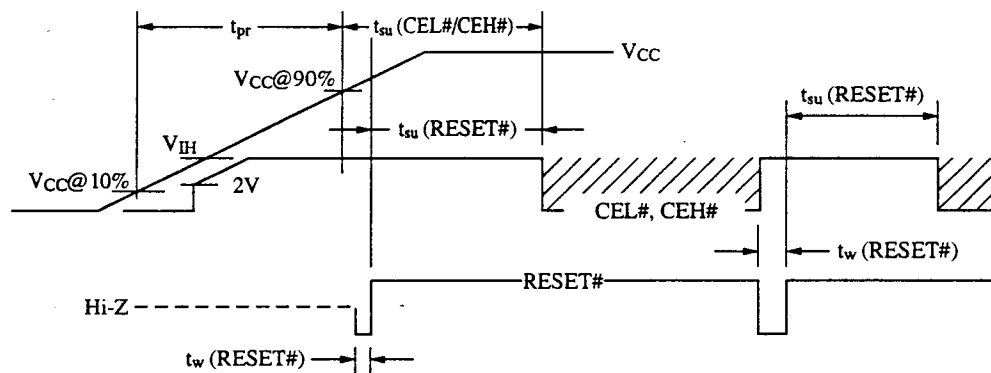 tpr
tsu (CEL#/CEH#)
VCC
VCC@90%
tsu (RESET#)
tsu (RESET#)
VIH
VCC@10%
2V
CEL#, CEH#
tw (RESET#)
RESET#
Hi-Z
tw (RESET#)